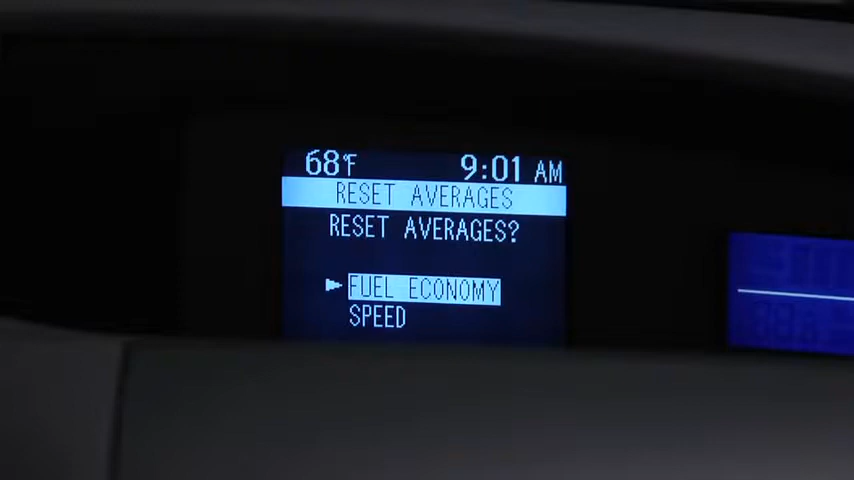 68°F 9:01 AM
RESET AVERAGES
RESET AVERAGES?
FUEL ECONOMY
SPEED